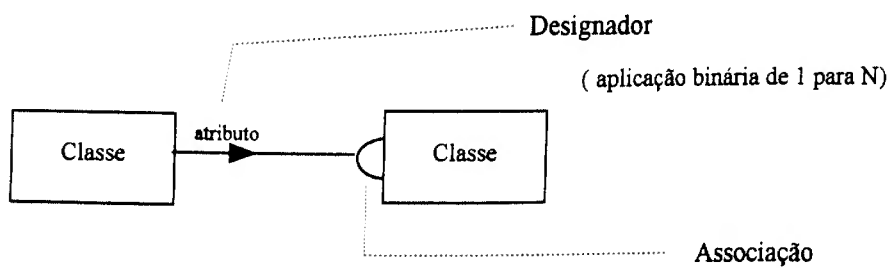 Designador
( aplicação binária de 1 para N)
atributo
Classe
Classe
Associação